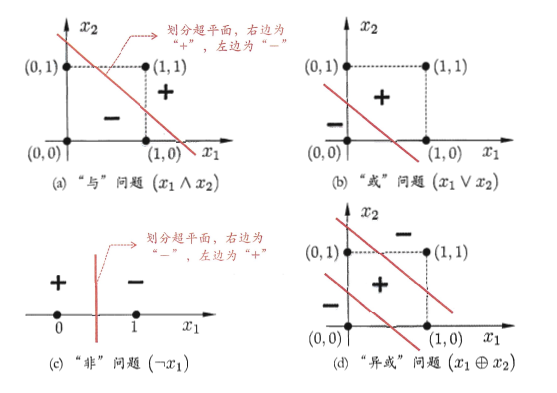 x₂
划分超平面，右边为
“+”，左边为“－”
(0,1) (1,1)
+
－
(0,0) (1,0) x₁
(a) “与” 问题 (x₁ ∧ x₂)
x₂
(0,1) (1,1)
+
－
(0,0) (1,0) x₁
(b) “或” 问题 (x₁ ∨ x₂)
划分超平面，右边为
“－”，左边为“+”
+ －
0 1 x₁
(c) “非” 问题 (¬x₁)
x₂
－
(0,1) (1,1)
+
－
(0,0) (1,0) x₁
(d) “异或” 问题 (x₁ ⊕ x₂)